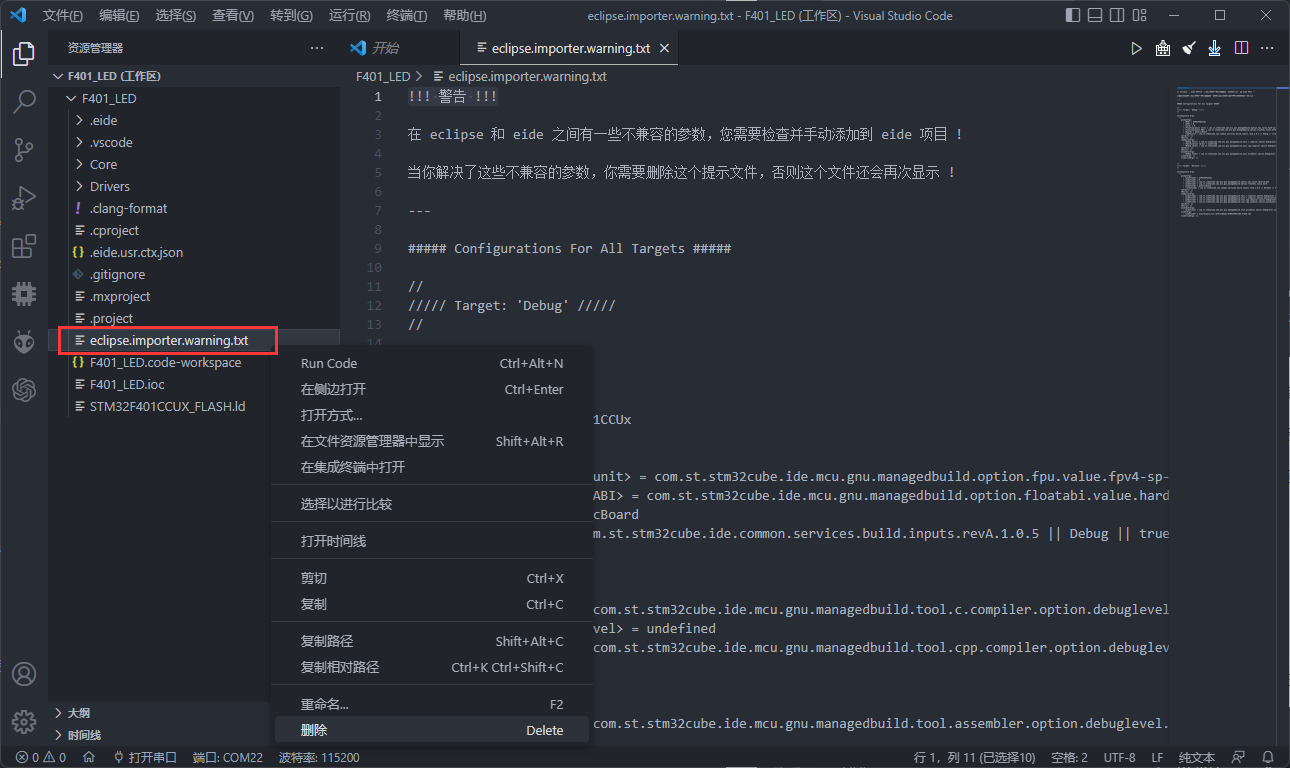 文件(F) 编辑(E) 选择(S) 查看(V) 转到(G) 运行(R) 终端(T) 帮助(H) eclipse.importer.warning.txt - F401_LED (工作区) - Visual Studio Code
资源管理器
开始 eclipse.importer.warning.txt
F401_LED (工作区)
F401_LED
.eide
.vscode
Core
Drivers
.clang-format
.cproject
.eide.usr.ctx.json
.gitignore
.mxproject
.project
eclipse.importer.warning.txt
F401_LED.code-workspace
F401_LED.ioc
STM32F401CCUX_FLASH.ld
大纲
时间线
F401_LED > eclipse.importer.warning.txt
1 !!! 警告 !!!
2
3 在 eclipse 和 eide 之间有一些不兼容的参数，您需要检查并手动添加到 eide 项目 !
4
5 当你解决了这些不兼容的参数，你需要删除这个提示文件，否则这个文件还会再次显示 !
6
7 ---
8
9 ##### Configurations For All Targets #####
10
11 //
12 ///// Target: 'Debug' /////
13 //
14
1CCUx
unit> = com.st.stm32cube.ide.mcu.gnu.managedbuild.option.fpu.value.fpv4-sp-
ABI> = com.st.stm32cube.ide.mcu.gnu.managedbuild.option.floatabi.value.hard
cBoard
m.st.stm32cube.ide.common.services.build.inputs.revA.1.0.5 || Debug || true
com.st.stm32cube.ide.mcu.gnu.managedbuild.tool.c.compiler.option.debuglevel
vel> = undefined
com.st.stm32cube.ide.mcu.gnu.managedbuild.tool.cpp.compiler.option.debuglev
com.st.stm32cube.ide.mcu.gnu.managedbuild.tool.assembler.option.debuglevel.
Run Code Ctrl+Alt+N
在侧边打开 Ctrl+Enter
打开方式...
在文件资源管理器中显示 Shift+Alt+R
在集成终端中打开
选择以进行比较
打开时间线
剪切 Ctrl+X
复制 Ctrl+C
复制路径 Shift+Alt+C
复制相对路径 Ctrl+K Ctrl+Shift+C
重命名... F2
删除 Delete
0 0 打开串口 端口: COM22 波特率: 115200 行 1，列 11 (已选择10) 空格: 2 UTF-8 LF 纯文本